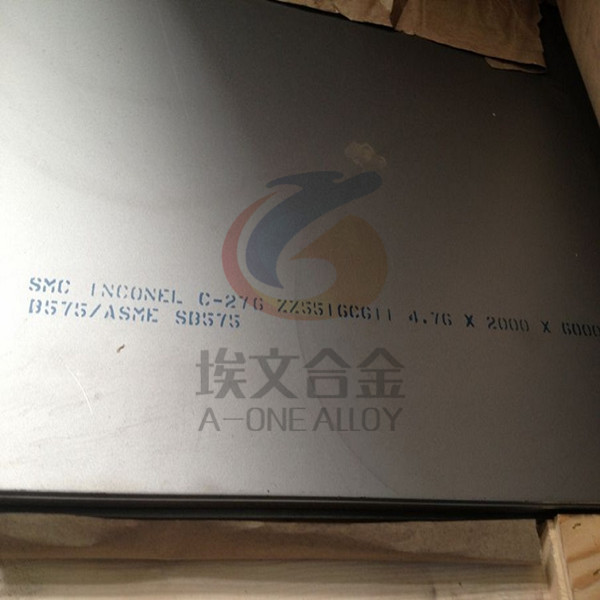 SMC INCONEL C-276 ZZ5516CG11 4.76 X 2000 X 6000
B575/ASME SB575
埃文合金
A-ONE ALLOY